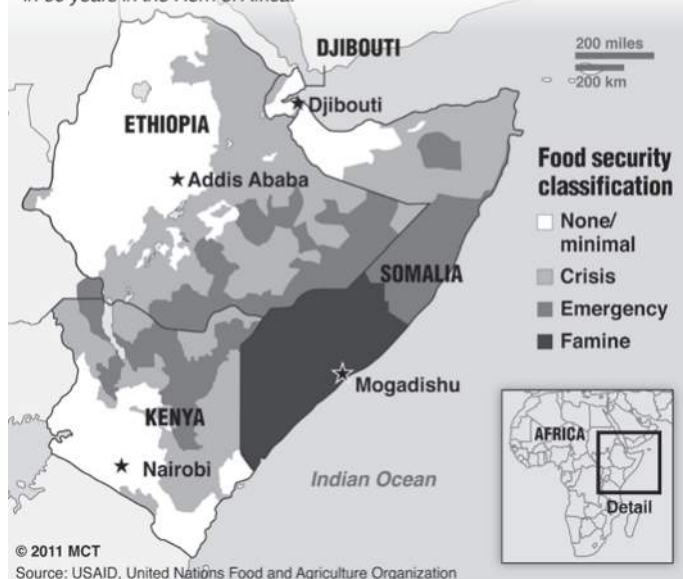 in 60 years in the Horn of Africa.
DJIBOUTI
200 miles
200 km
Djibouti
ETHIOPIA
Addis Ababa
Food security
classification
None/
minimal
Crisis
Emergency
Famine
SOMALIA
Mogadishu
KENYA
Nairobi
Indian Ocean
AFRICA
Detail
© 2011 MCT
Source: USAID, United Nations Food and Agriculture Organization